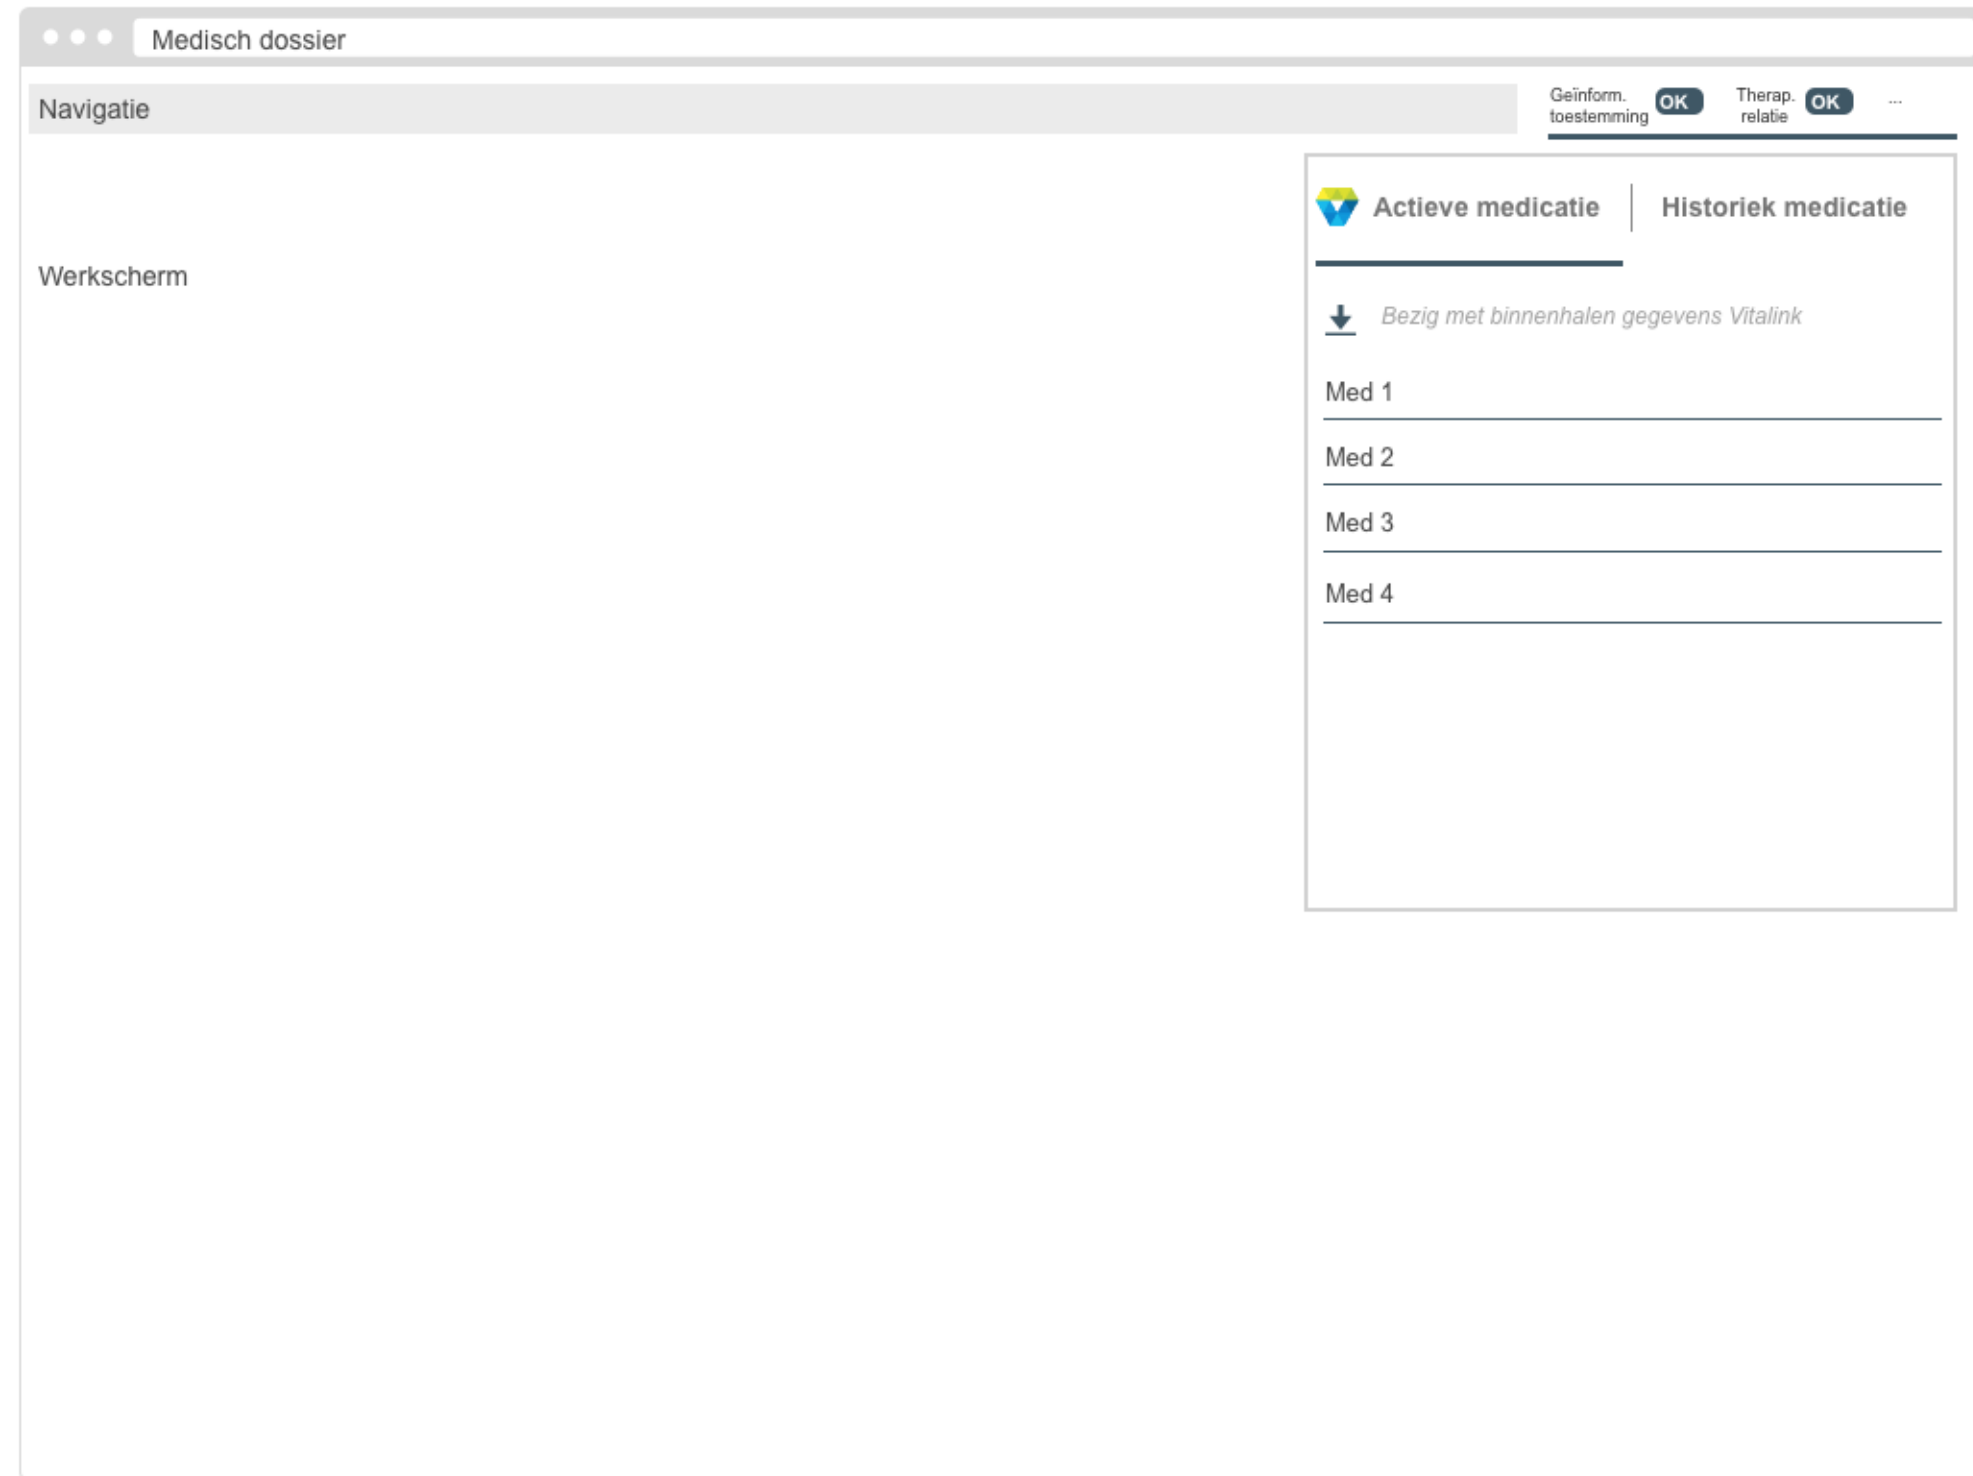 Medisch dossier
Navigatie
Geïnform.
toestemming
OK
Therap.
relatie
OK
...
Actieve medicatie
Historiek medicatie
Werkscherm
Bezig met binnenhalen gegevens Vitalink
Med 1
Med 2
Med 3
Med 4